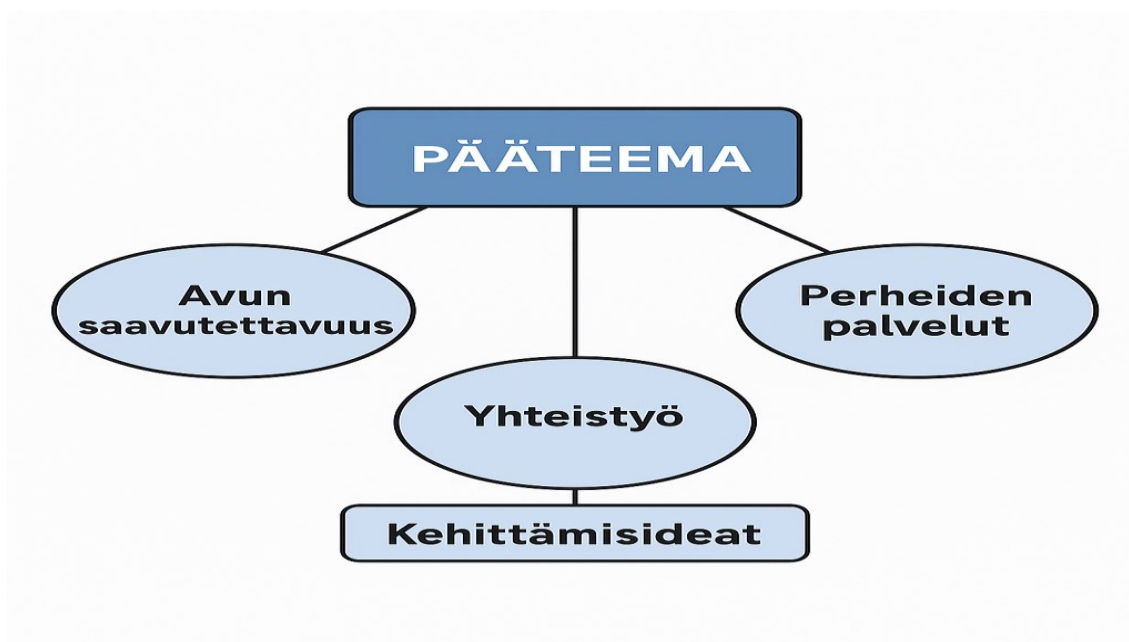 PÄÄTEEMA
Avun
saavutettavuus
Perheiden
palvelut
Yhteistyö
Kehittämisideat